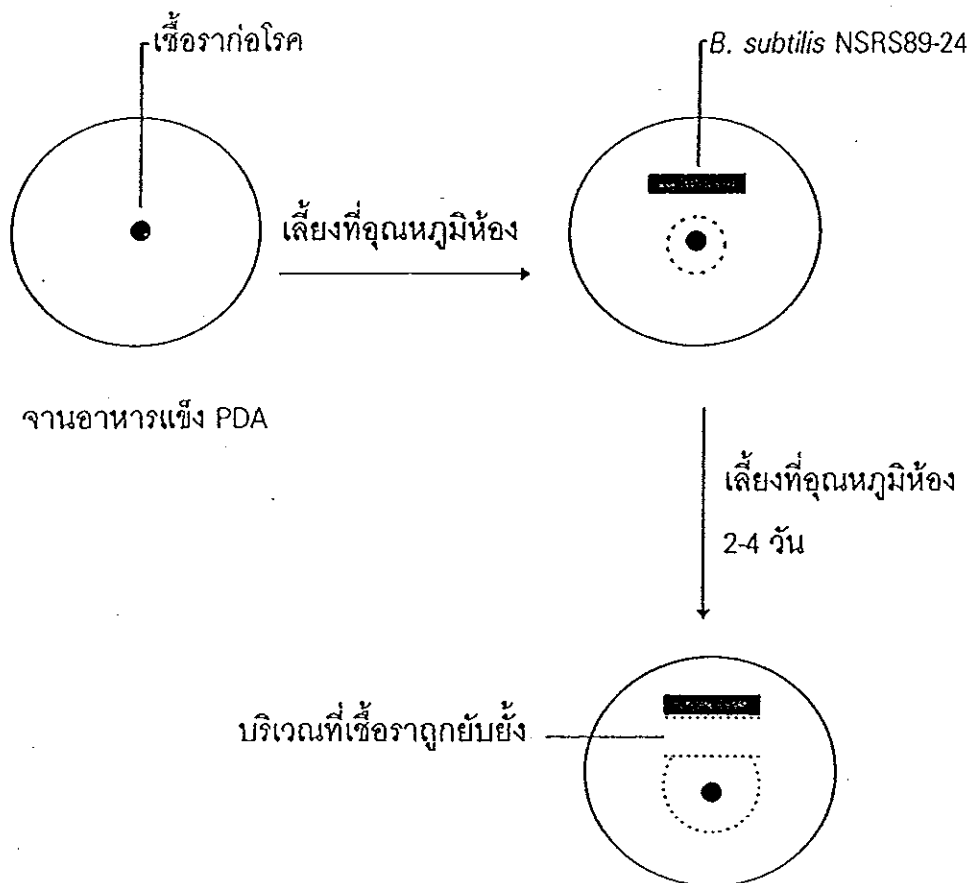 เชื้อราก่อโรค
B. subtilis NSRS89-24
เลี้ยงที่อุณหภูมิห้อง
จานอาหารแข็ง PDA
เลี้ยงที่อุณหภูมิห้อง
2-4 วัน
บริเวณที่เชื้อราถูกยับยั้ง